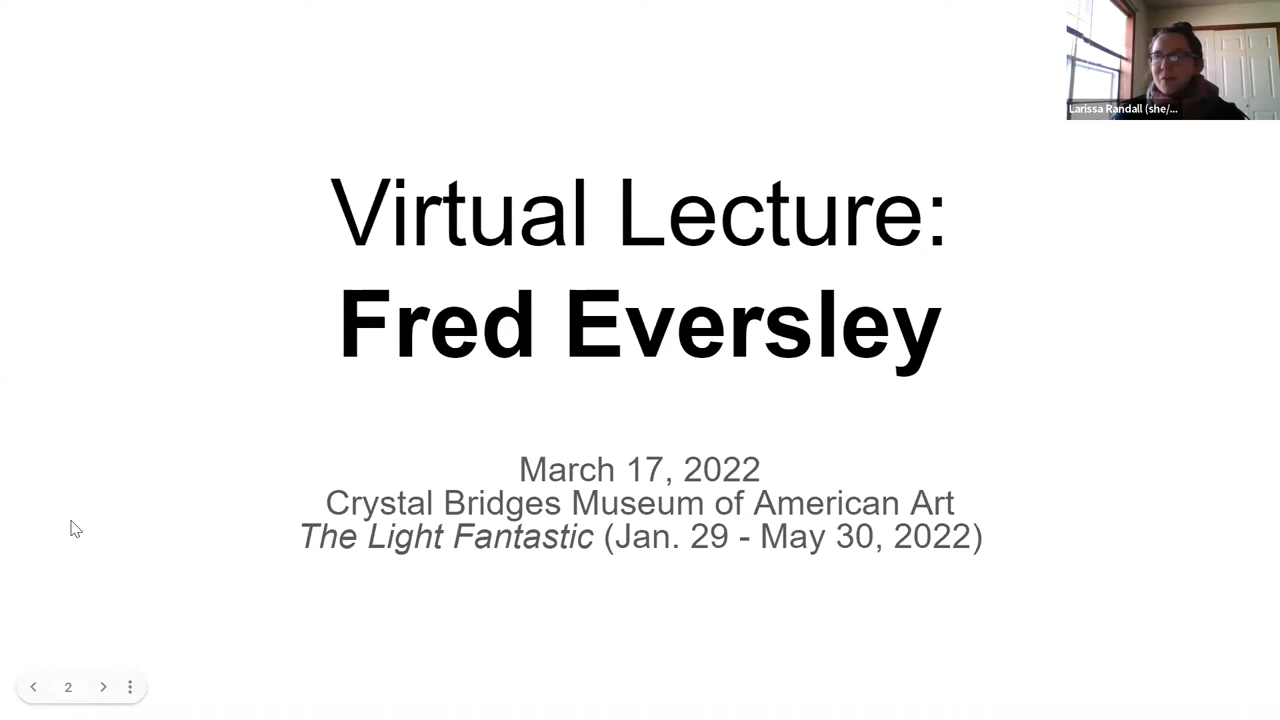 Larissa Randall (she/...
Virtual Lecture:
Fred Eversley
March 17, 2022
Crystal Bridges Museum of American Art
The Light Fantastic (Jan. 29 - May 30, 2022)
2